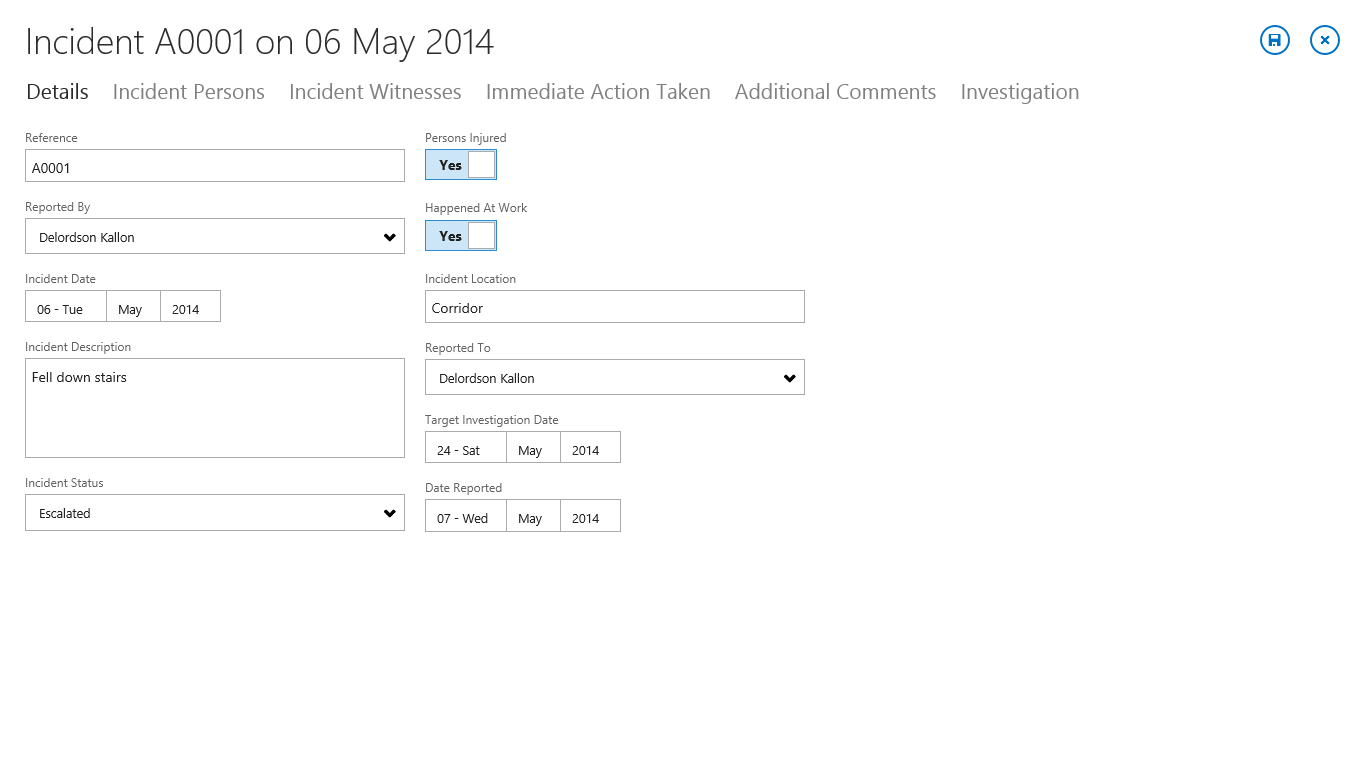 Incident A0001 on 06 May 2014
Details Incident Persons Incident Witnesses Immediate Action Taken Additional Comments Investigation
Reference
A0001
Reported By
Delordson Kallon
Incident Date
06 - Tue May 2014
Incident Description
Fell down stairs
Incident Status
Escalated
Persons Injured
Yes
Happened At Work
Yes
Incident Location
Corridor
Reported To
Delordson Kallon
Target Investigation Date
24 - Sat May 2014
Date Reported
07 - Wed May 2014